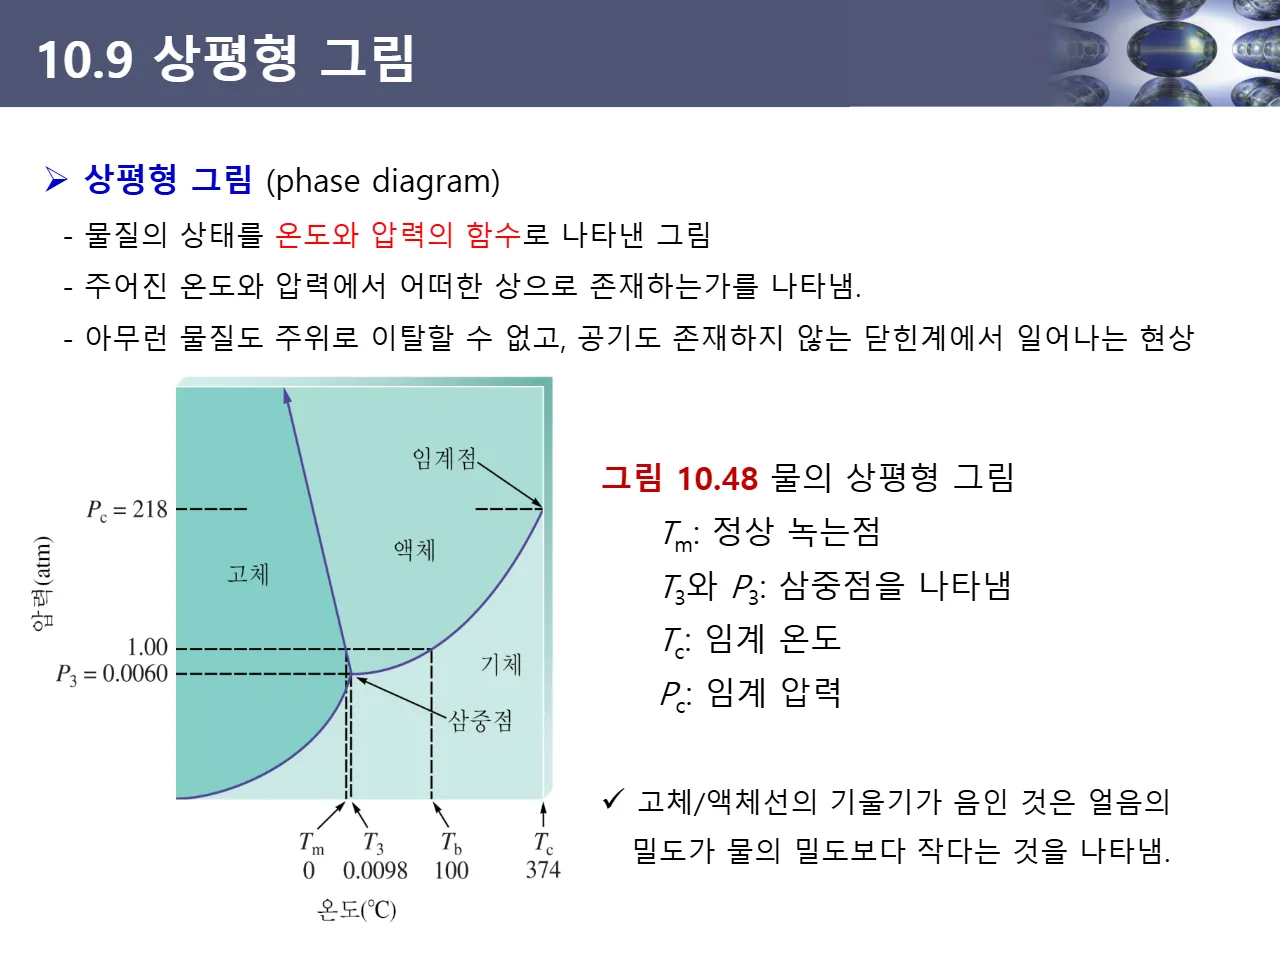 10.9 상평형 그림
➢ 상평형 그림 (phase diagram)
- 물질의 상태를 온도와 압력의 함수로 나타낸 그림
- 주어진 온도와 압력에서 어떠한 상으로 존재하는가를 나타냄.
- 아무런 물질도 주위로 이탈할 수 없고, 공기도 존재하지 않는 닫힌계에서 일어나는 현상
임계점
Pc = 218
액체
고체
압력(atm)
1.00
기체
P3 = 0.0060
삼중점
Tm T3 Tb Tc
0 0.0098 100 374
온도(℃)
그림 10.48 물의 상평형 그림
Tm: 정상 녹는점
T3와 P3: 삼중점을 나타냄
Tc: 임계 온도
Pc: 임계 압력
✓ 고체/액체선의 기울기가 음인 것은 얼음의
밀도가 물의 밀도보다 작다는 것을 나타냄.